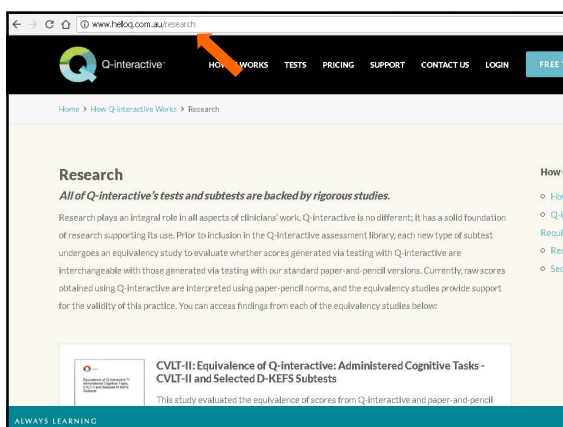 www.helloq.com.au/research
Q-interactive
HOW WORKS TESTS PRICING SUPPORT CONTACT US LOGIN FREE
Home > How Q-interactive Works > Research
Research
How
All of Q-interactive's tests and subtests are backed by rigorous studies.
Research plays an integral role in all aspects of clinicians' work. Q-interactive is no different; it has a solid foundation
of research supporting its use. Prior to inclusion in the Q-interactive assessment library, each new type of subtest
undergoes an equivalency study to evaluate whether scores generated via testing with Q-interactive are
interchangeable with those generated via testing with our standard paper-and-pencil versions. Currently, raw scores
obtained using Q-interactive are interpreted using paper-pencil norms, and the equivalency studies provide support
for the validity of this practice. You can access findings from each of the equivalency studies below:
CVLT-II: Equivalence of Q-interactive: Administered Cognitive Tasks -
CVLT-II and Selected D-KEFS Subtests
This study evaluated the equivalence of scores from Q-interactive and paper-and-pencil
ALWAYS LEARNING